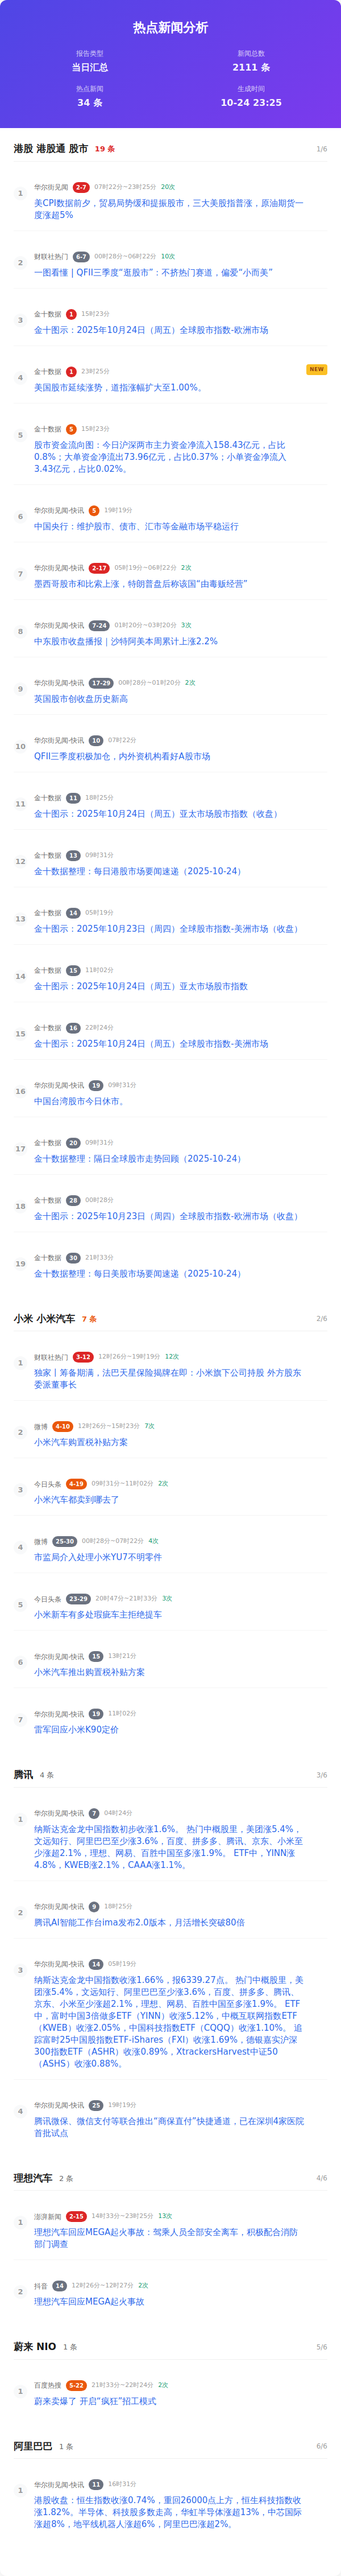 热点新闻分析
报告类型
新闻总数
当日汇总
2111 条
热点新闻
生成时间
34 条
10-24 23:25
港股 港股通 股市 19 条 1/6
1
华尔街见闻 2-7 07时22分~23时25分 20次
美CPI数据前夕，贸易局势缓和提振股市，三大美股指普涨，原油期货一
度涨超5%
2
财联社热门 6-7 00时28分~06时22分 10次
一图看懂 | QFII三季度“逛股市”：不挤热门赛道，偏爱“小而美”
3
金十数据 1 15时23分
金十图示：2025年10月24日（周五）全球股市指数-欧洲市场
4
金十数据 1 23时25分
NEW
美国股市延续涨势，道指涨幅扩大至1.00%。
5
金十数据 5 15时23分
股市资金流向图：今日沪深两市主力资金净流入158.43亿元，占比
0.8%；大单资金净流出73.96亿元，占比0.37%；小单资金净流入
3.43亿元，占比0.02%。
6
华尔街见闻-快讯 5 19时19分
中国央行：维护股市、债市、汇市等金融市场平稳运行
7
华尔街见闻-快讯 2-17 05时19分~06时22分 2次
墨西哥股市和比索上涨，特朗普盘后称该国“由毒贩经营”
8
华尔街见闻-快讯 7-24 01时20分~03时20分 3次
中东股市收盘播报｜沙特阿美本周累计上涨2.2%
9
华尔街见闻-快讯 17-29 00时28分~01时20分 2次
英国股市创收盘历史新高
10
华尔街见闻-快讯 10 07时22分
QFII三季度积极加仓，内外资机构看好A股市场
11
金十数据 11 18时25分
金十图示：2025年10月24日（周五）亚太市场股市指数（收盘）
12
金十数据 13 09时31分
金十数据整理：每日港股市场要闻速递（2025-10-24）
13
金十数据 14 05时19分
金十图示：2025年10月23日（周四）全球股市指数-美洲市场（收盘）
14
金十数据 15 11时02分
金十图示：2025年10月24日（周五）亚太市场股市指数
15
金十数据 16 22时24分
金十图示：2025年10月24日（周五）全球股市指数-美洲市场
16
华尔街见闻-快讯 19 09时31分
中国台湾股市今日休市。
17
金十数据 20 09时31分
金十数据整理：隔日全球股市走势回顾（2025-10-24）
18
金十数据 28 00时28分
金十图示：2025年10月23日（周四）全球股市指数-欧洲市场（收盘）
19
金十数据 30 21时33分
金十数据整理：每日美股市场要闻速递（2025-10-24）
小米 小米汽车 7 条 2/6
1
财联社热门 3-12 12时26分~19时19分 12次
独家丨筹备期满，法巴天星保险揭牌在即：小米旗下公司持股 外方股东
委派董事长
2
微博 4-10 12时26分~15时23分 7次
小米汽车购置税补贴方案
3
今日头条 4-19 09时31分~11时02分 2次
小米汽车都卖到哪去了
4
微博 25-30 00时28分~07时22分 4次
市监局介入处理小米YU7不明零件
5
今日头条 23-29 20时47分~21时33分 3次
小米新车有多处瑕疵车主拒绝提车
6
华尔街见闻-快讯 15 13时21分
小米汽车推出购置税补贴方案
7
华尔街见闻-快讯 19 11时02分
雷军回应小米K90定价
腾讯 4 条 3/6
1
华尔街见闻-快讯 7 04时24分
纳斯达克金龙中国指数初步收涨1.6%。 热门中概股里，美团涨5.4%，
文远知行、阿里巴巴至少涨3.6%，百度、拼多多、腾讯、京东、小米至
少涨超2.1%，理想、网易、百胜中国至多涨1.9%。 ETF中，YINN涨
4.8%，KWEB涨2.1%，CAAA涨1.1%。
2
华尔街见闻-快讯 9 18时25分
腾讯AI智能工作台ima发布2.0版本，月活增长突破80倍
3
华尔街见闻-快讯 14 05时19分
纳斯达克金龙中国指数收涨1.66%，报6339.27点。 热门中概股里，美
团涨5.4%，文远知行、阿里巴巴至少涨3.6%，百度、拼多多、腾讯、
京东、小米至少涨超2.1%，理想、网易、百胜中国至多涨1.9%。 ETF
中，富时中国3倍做多ETF（YINN）收涨5.12%，中概互联网指数ETF
（KWEB）收涨2.05%，中国科技指数ETF（CQQQ）收涨1.10%。 追
踪富时25中国股指数ETF-iShares（FXI）收涨1.69%，德银嘉实沪深
300指数ETF（ASHR）收涨0.89%，XtrackersHarvest中证50
（ASHS）收涨0.88%。
4
华尔街见闻-快讯 25 19时19分
腾讯微保、微信支付等联合推出“商保直付”快捷通道，已在深圳4家医院
首批试点
理想汽车 2 条 4/6
1
澎湃新闻 2-15 14时33分~23时25分 13次
理想汽车回应MEGA起火事故：驾乘人员全部安全离车，积极配合消防
部门调查
2
抖音 14 12时26分~12时27分 2次
理想汽车回应MEGA起火事故
蔚来 NIO 1 条 5/6
1
百度热搜 5-22 21时33分~22时24分 2次
蔚来卖爆了 开启“疯狂”招工模式
阿里巴巴 1 条 6/6
1
华尔街见闻-快讯 11 16时31分
港股收盘：恒生指数收涨0.74%，重回26000点上方，恒生科技指数收
涨1.82%。半导体、科技股多数走高，华虹半导体涨超13%，中芯国际
涨超8%，地平线机器人涨超6%，阿里巴巴涨超2%。